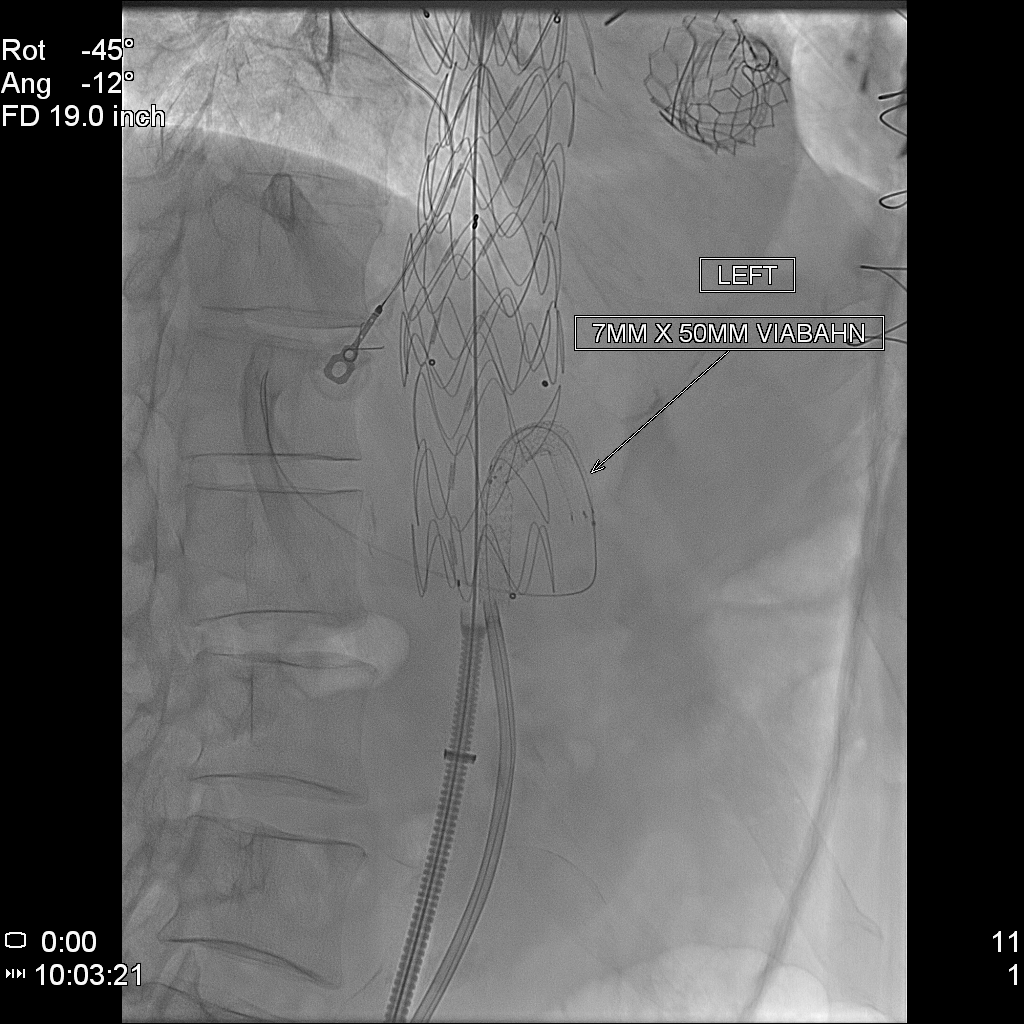 Rot -45°
Ang -12°
FD 19.0 inch
LEFT
7MM X 50MM VIABAHN
0:00
10:03:21
11
1